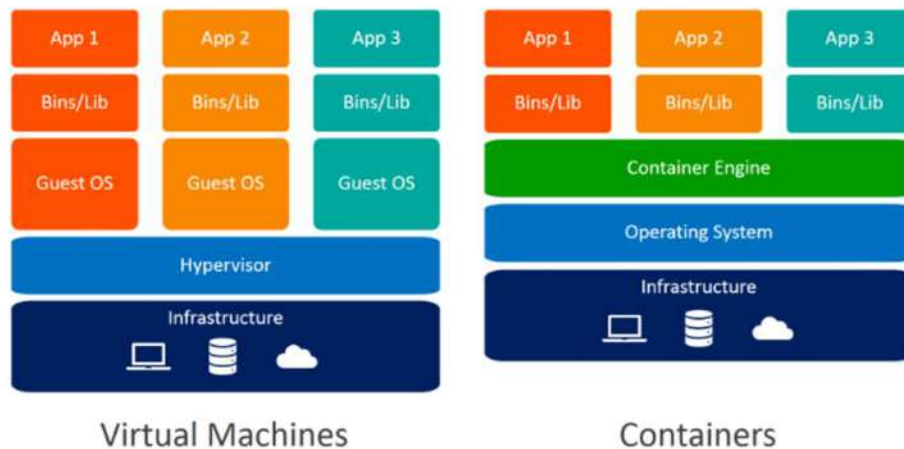 App 1
App 2
App 3
Bins/Lib
Bins/Lib
Bins/Lib
Guest OS
Guest OS
Guest OS
Hypervisor
Infrastructure
Virtual Machines
App 1
App 2
App 3
Bins/Lib
Bins/Lib
Bins/Lib
Container Engine
Operating System
Infrastructure
Containers